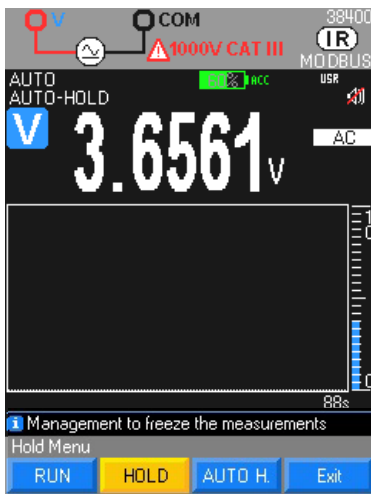 V COM 38400
1000V CAT III IR
MODBUS
AUTO % ACC USR
AUTO-HOLD
V 3.6561 V AC
88s
i Management to freeze the measurements
Hold Menu
RUN HOLD AUTO H. Exit